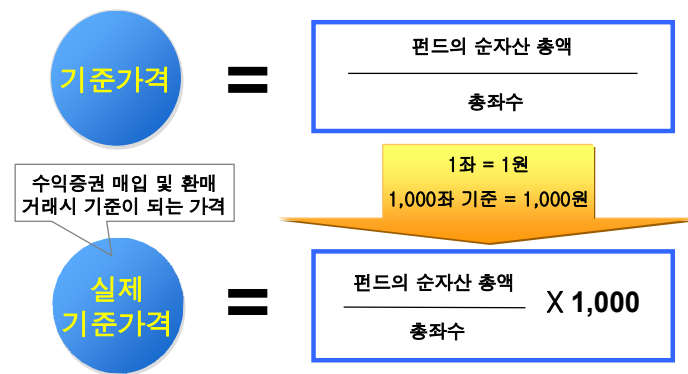 기준가격
=
펀드의 순자산 총액
총좌수
1좌 = 1원
1,000좌 기준 = 1,000원
수익증권 매입 및 환매
거래시 기준이 되는 가격
실제
기준가격
=
펀드의 순자산 총액
총좌수
X 1,000